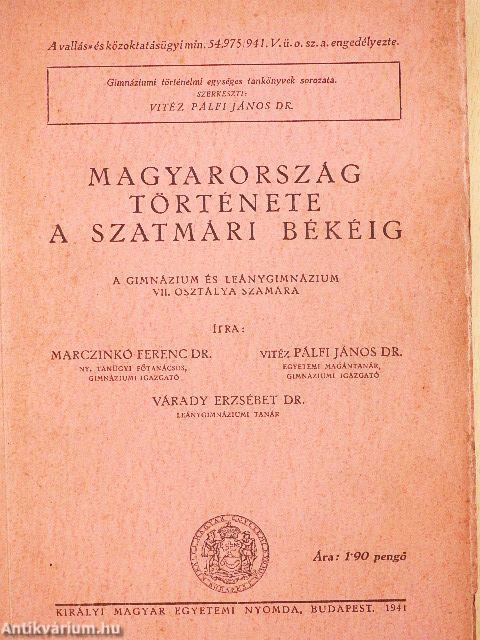 A vallás- és közoktatásügyi min. 54.975/941. V. ü. o. sz. a. engedélyezte.
Gimnáziumi történelmi egységes tankönyvek sorozata.
SZERKESZTI:
VITÉZ PÁLFI JÁNOS DR.
MAGYARORSZÁG
TÖRTÉNETE
A SZATMÁRI BÉKÉIG
A GIMNÁZIUM ÉS LEÁNYGIMNÁZIUM
VII. OSZTÁLYA SZÁMÁRA
ÍRTA:
MARCZINKÓ FERENC DR.
NY. TANÜGYI FŐTANÁCSOS,
GIMNÁZIUMI IGAZGATÓ
VITÉZ PÁLFI JÁNOS DR.
EGYETEMI MAGÁNTANÁR,
GIMNÁZIUMI IGAZGATÓ
VÁRADY ERZSÉBET DR.
LEÁNYGIMNÁZIUMI TANÁR
Ára: 1·90 pengő
KIRÁLYI MAGYAR EGYETEMI NYOMDA, BUDAPEST, 1941
Antikvárium.hu